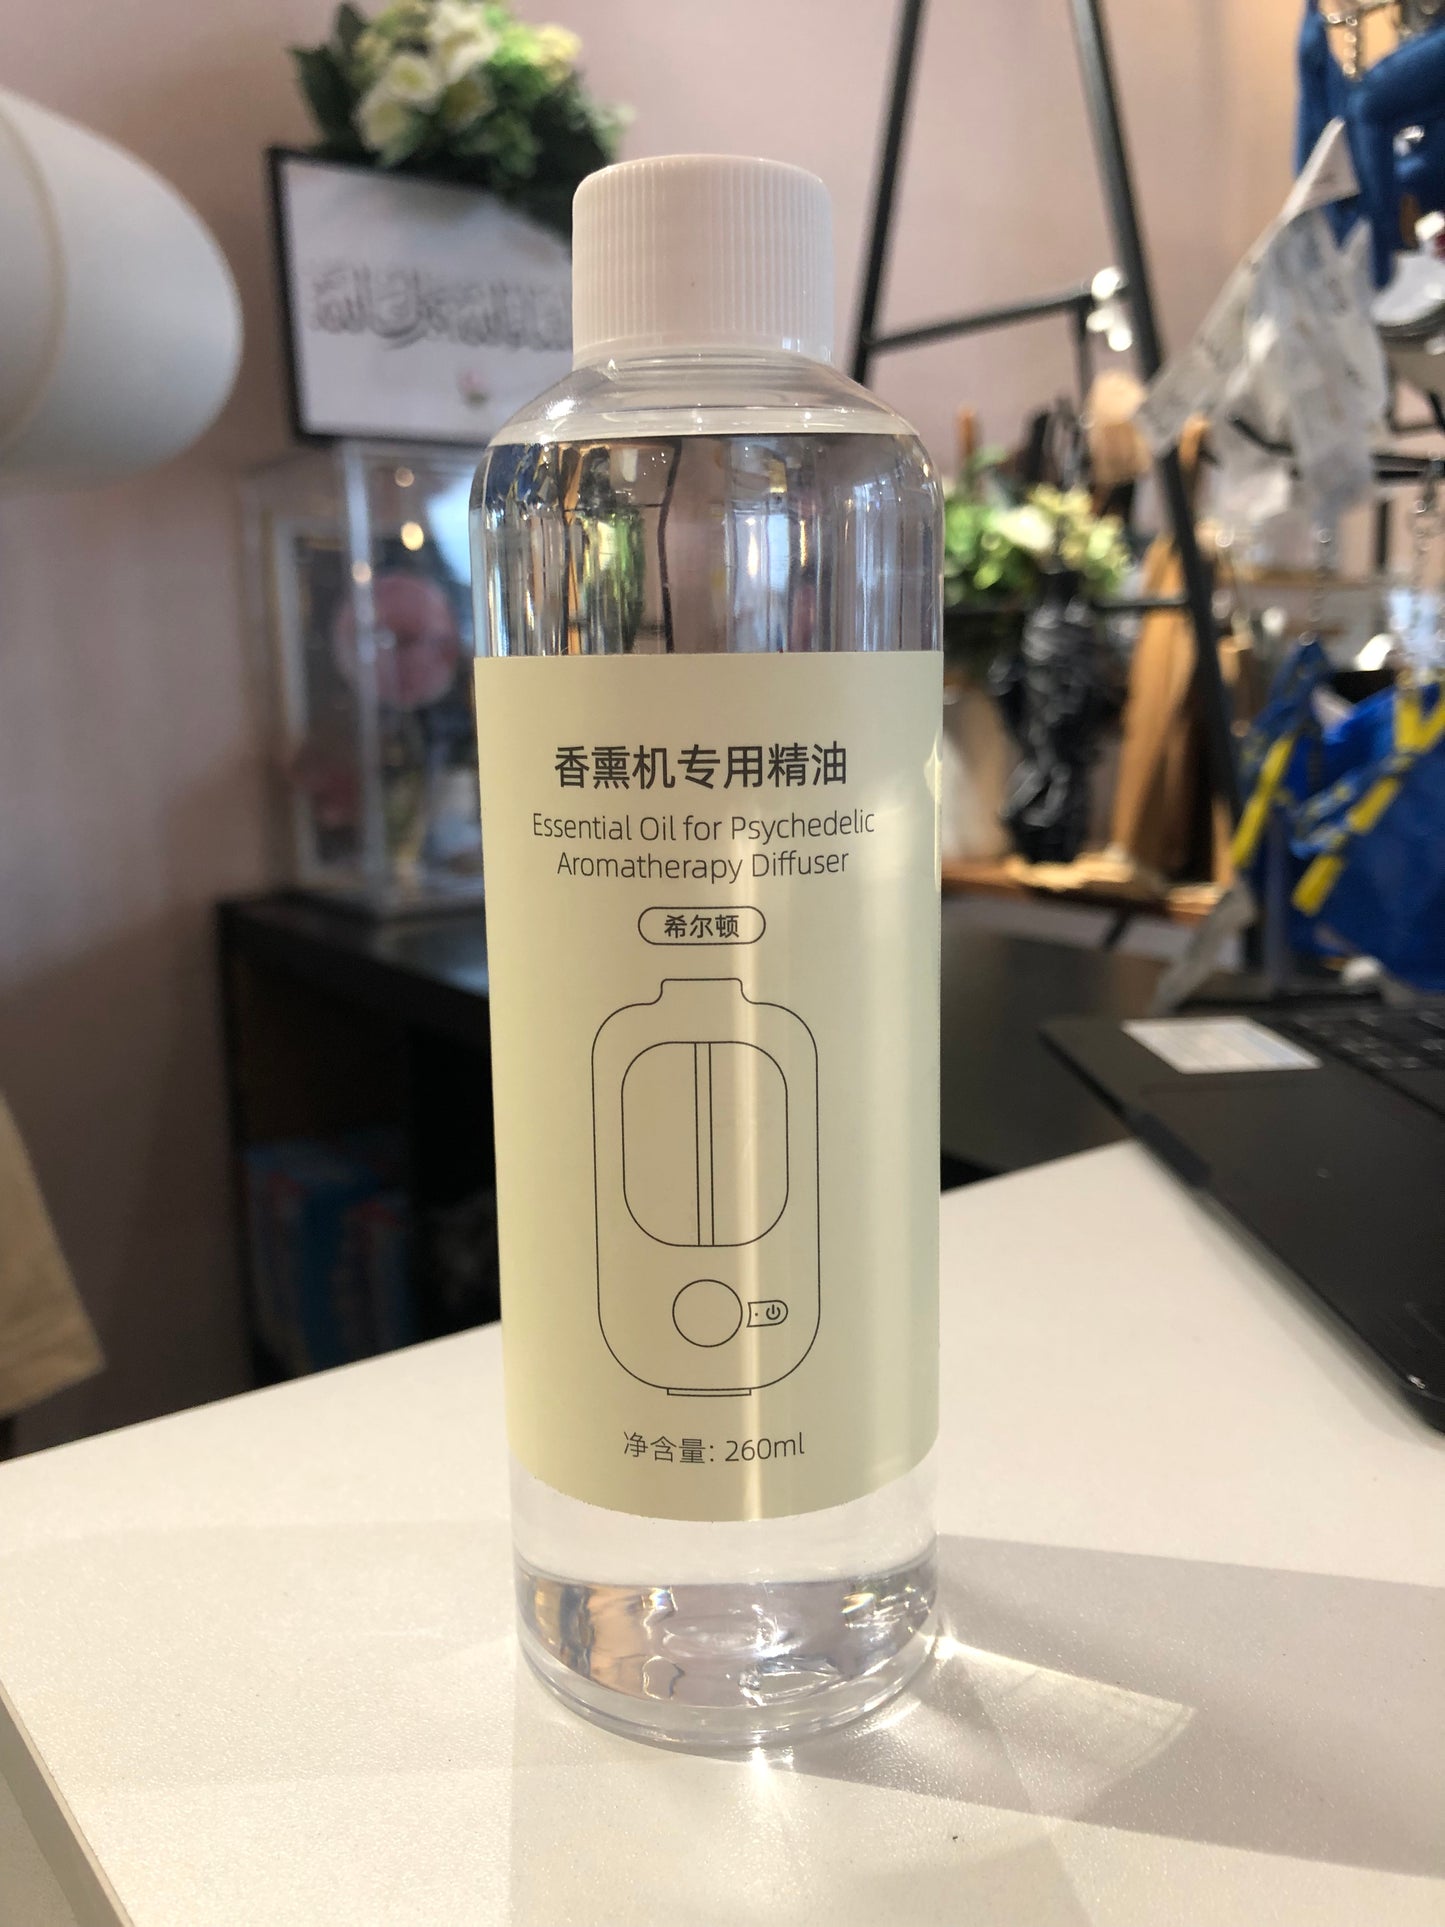 香熏机专用精油
Essential Oil for Psychedelic
Aromatherapy Diffuser
希尔顿
净含量: 260ml